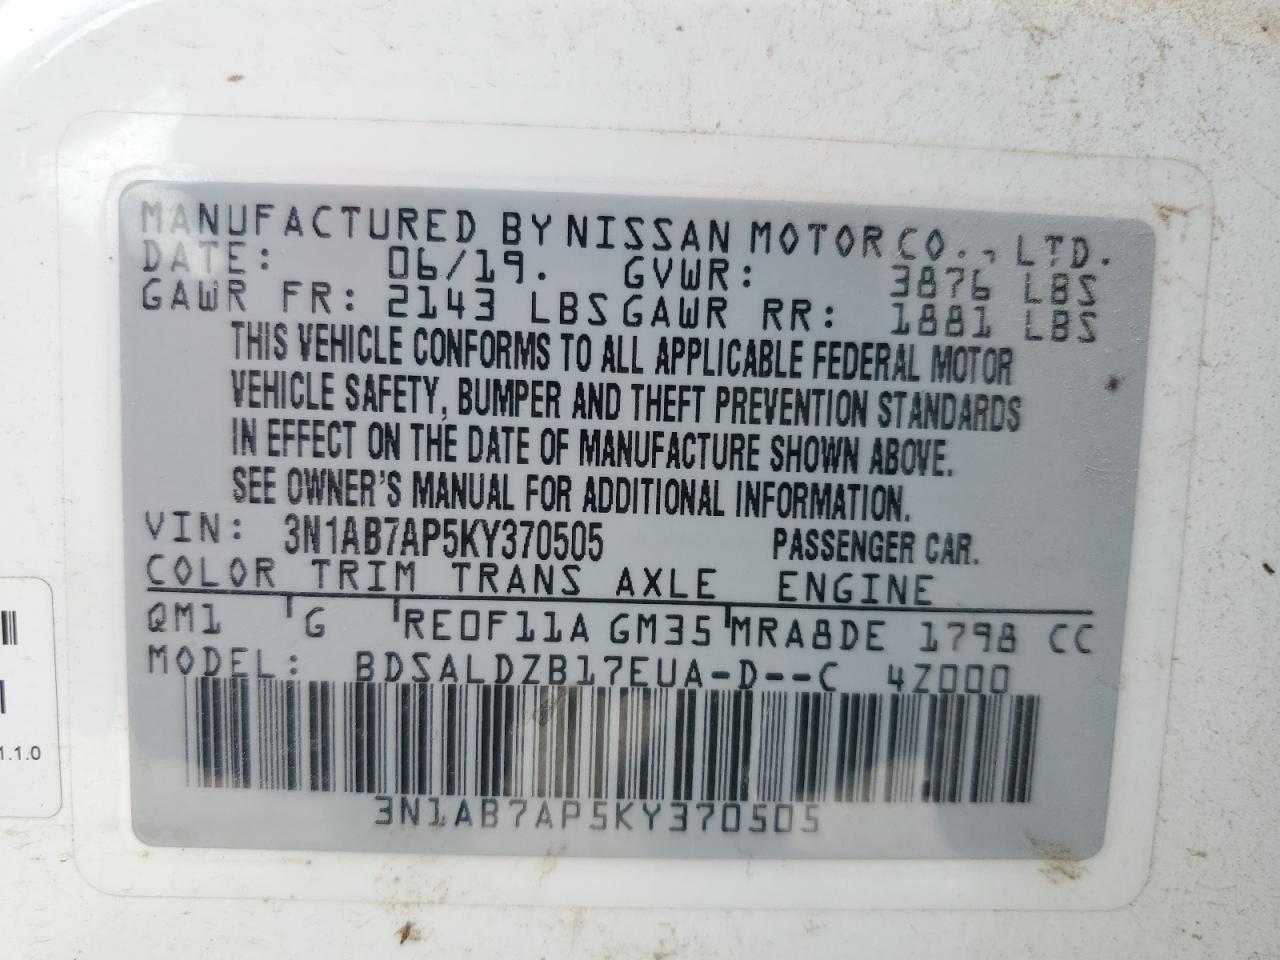 MANUFACTURED BY NISSAN MOTOR CO., LTD.
DATE: 06/19. GVWR: 3876 LBS
GAWR FR: 2143 LBS GAWR RR: 1881 LBS
THIS VEHICLE CONFORMS TO ALL APPLICABLE FEDERAL MOTOR
VEHICLE SAFETY, BUMPER AND THEFT PREVENTION STANDARDS
IN EFFECT ON THE DATE OF MANUFACTURE SHOWN ABOVE.
SEE OWNER'S MANUAL FOR ADDITIONAL INFORMATION.
VIN: 3N1AB7AP5KY370505 PASSENGER CAR.
COLOR TRIM TRANS AXLE ENGINE
QM1 G RE0F11A GM35 MRA8DE 1798 CC
MODEL: BDSALDZB17EUA-D--C 4Z000
3N1AB7AP5KY370505
1.1.0